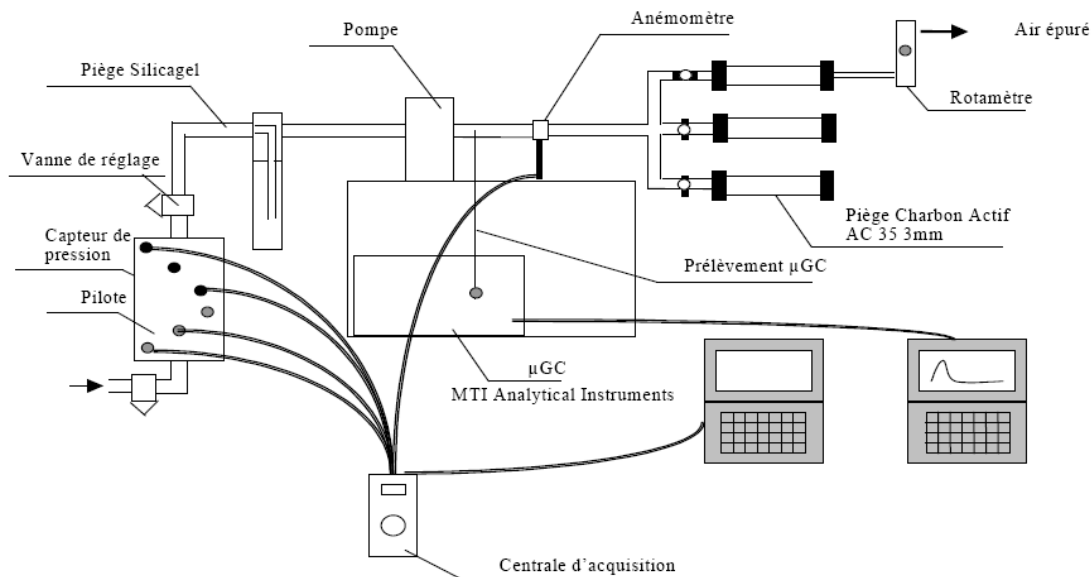 Anémomètre
Pompe
Air épuré
Piège Silicagel
Rotamètre
Vanne de réglage
Capteur de
pression
Piège Charbon Actif
AC 35 3mm
Prélèvement µGC
Pilote
µGC
MTI Analytical Instruments
Centrale d’acquisition